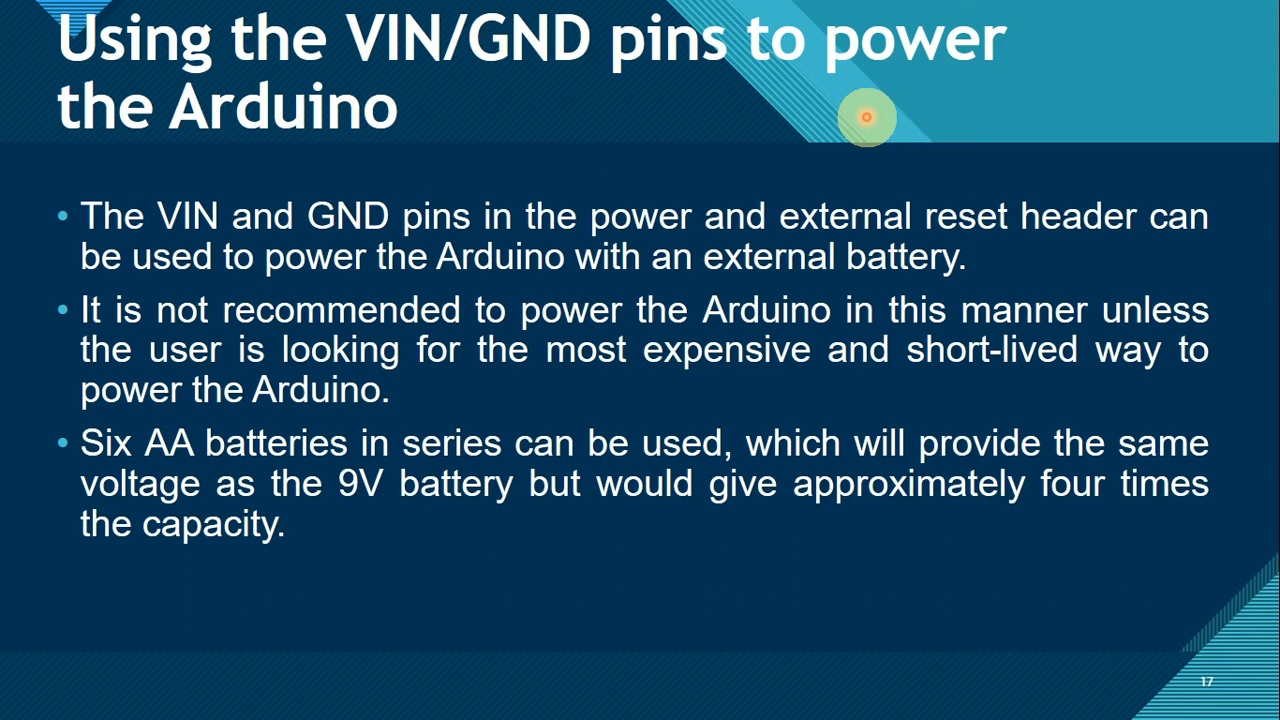 Using the VIN/GND pins to power
the Arduino
• The VIN and GND pins in the power and external reset header can
be used to power the Arduino with an external battery.
• It is not recommended to power the Arduino in this manner unless
the user is looking for the most expensive and short-lived way to
power the Arduino.
• Six AA batteries in series can be used, which will provide the same
voltage as the 9V battery but would give approximately four times
the capacity.
17